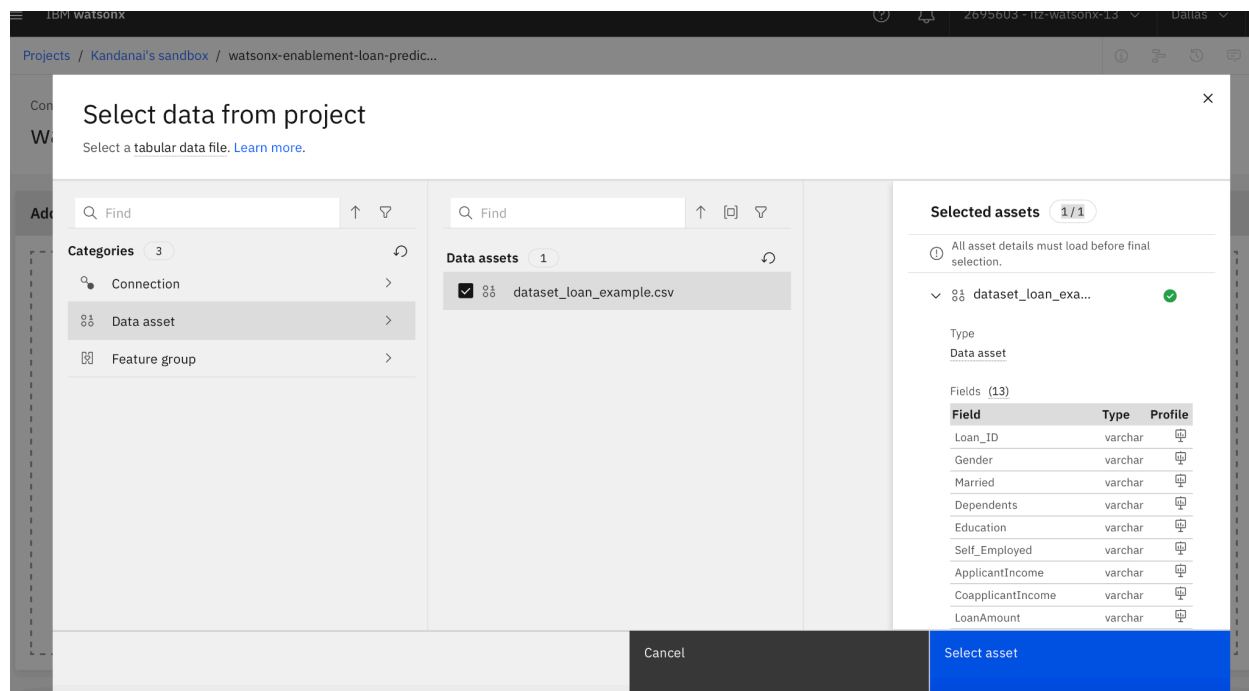 IBM watsonx
2695603 - itz-watsonx-13
Dallas
Projects / Kandanai's sandbox / watsonx-enablement-loan-predic...
Con
Wa
Add
Select data from project
Select a tabular data file. Learn more.
Find
Categories 3
Connection
Data asset
Feature group
Find
Data assets 1
dataset_loan_example.csv
Selected assets 1/1
All asset details must load before final
selection.
dataset_loan_exa...
Type
Data asset
Fields (13)
Field Type Profile
Loan_ID varchar
Gender varchar
Married varchar
Dependents varchar
Education varchar
Self_Employed varchar
ApplicantIncome varchar
CoapplicantIncome varchar
LoanAmount varchar
Cancel
Select asset